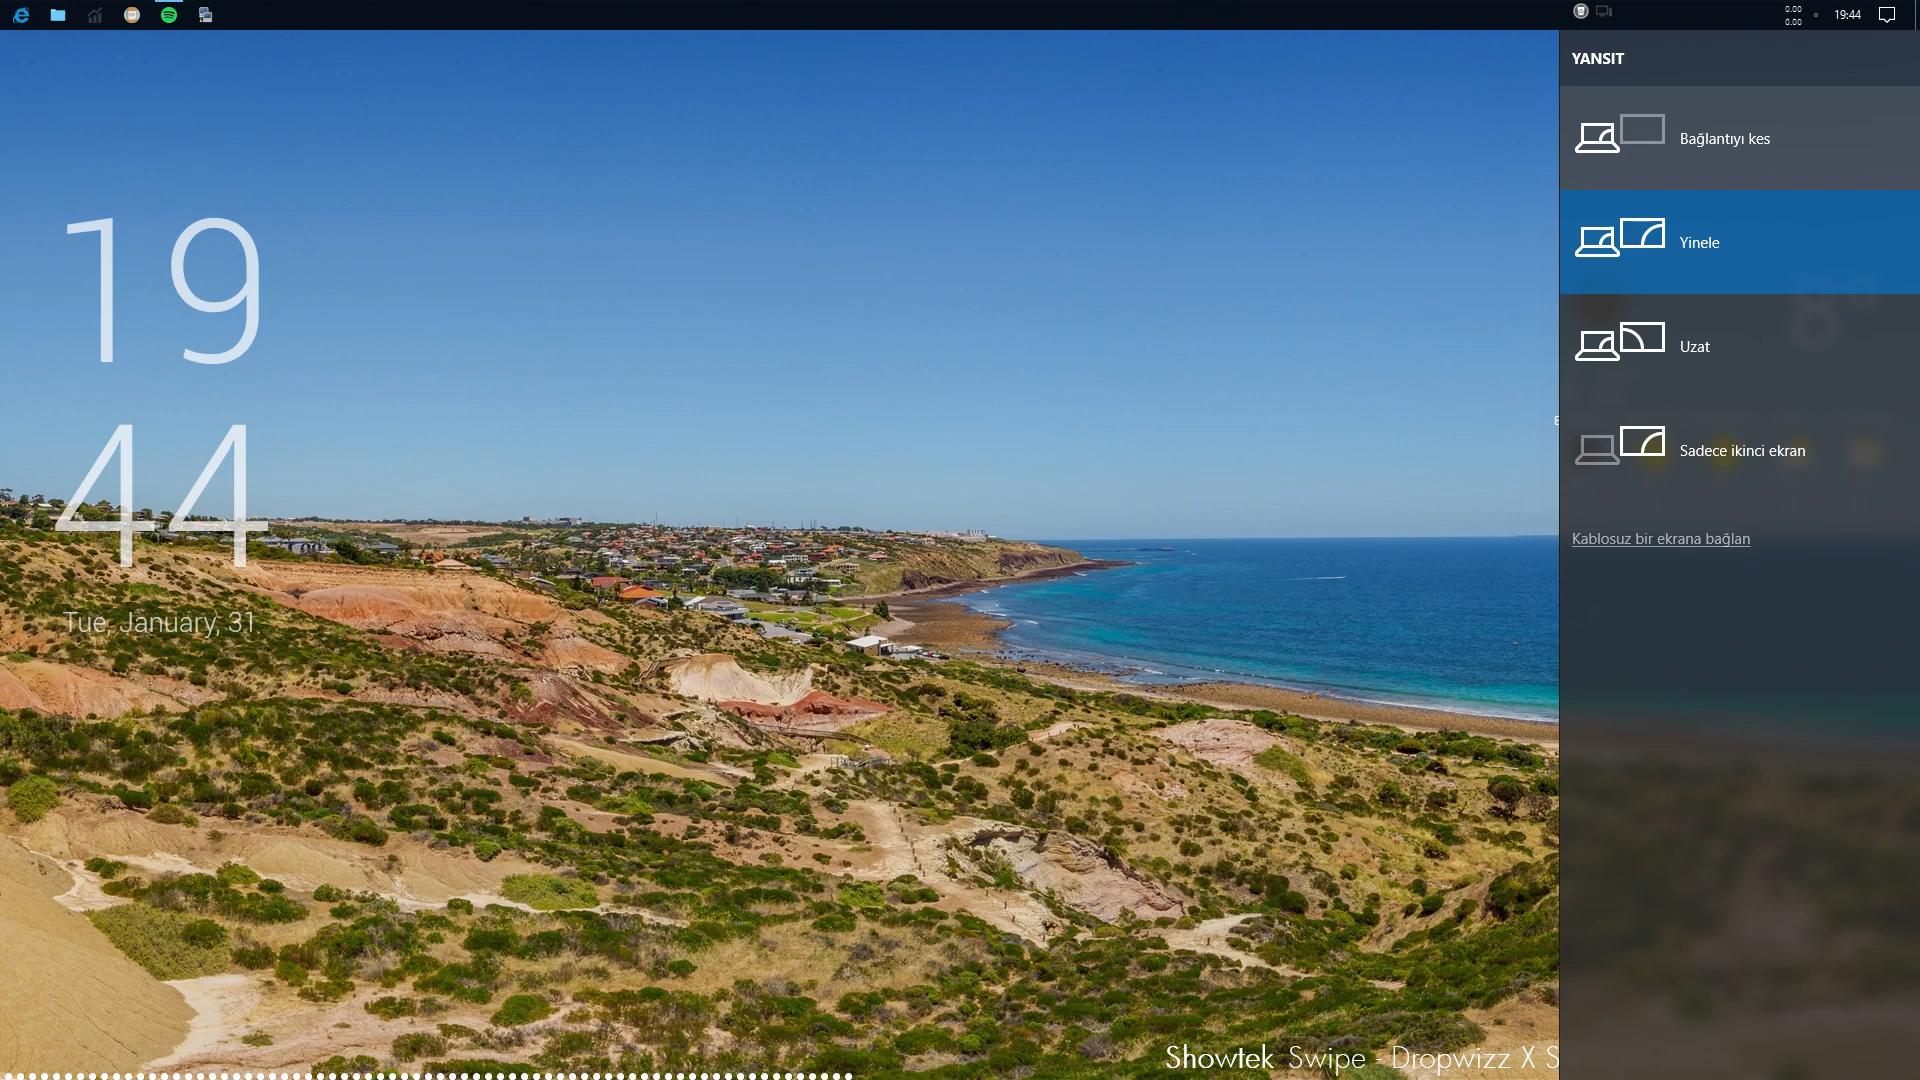 0.00
0.00
19:44
YANSIT
Bağlantıyı kes
Yinele
Uzat
Sadece ikinci ekran
Kablosuz bir ekrana bağlan
19
44
Tue, January, 31
Showtek Swipe - Dropwizz X S